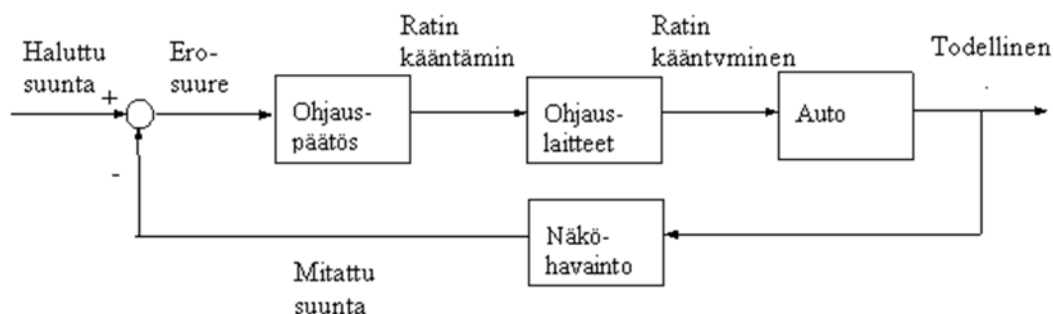 Haluttu
suunta
+
-
Ero-
suure
Ohjaus-
päätös
Ratin
kääntämin
Ohjaus-
laitteet
Ratin
kääntyminen
Auto
Todellinen
Näkö-
havainto
Mitattu
suunta